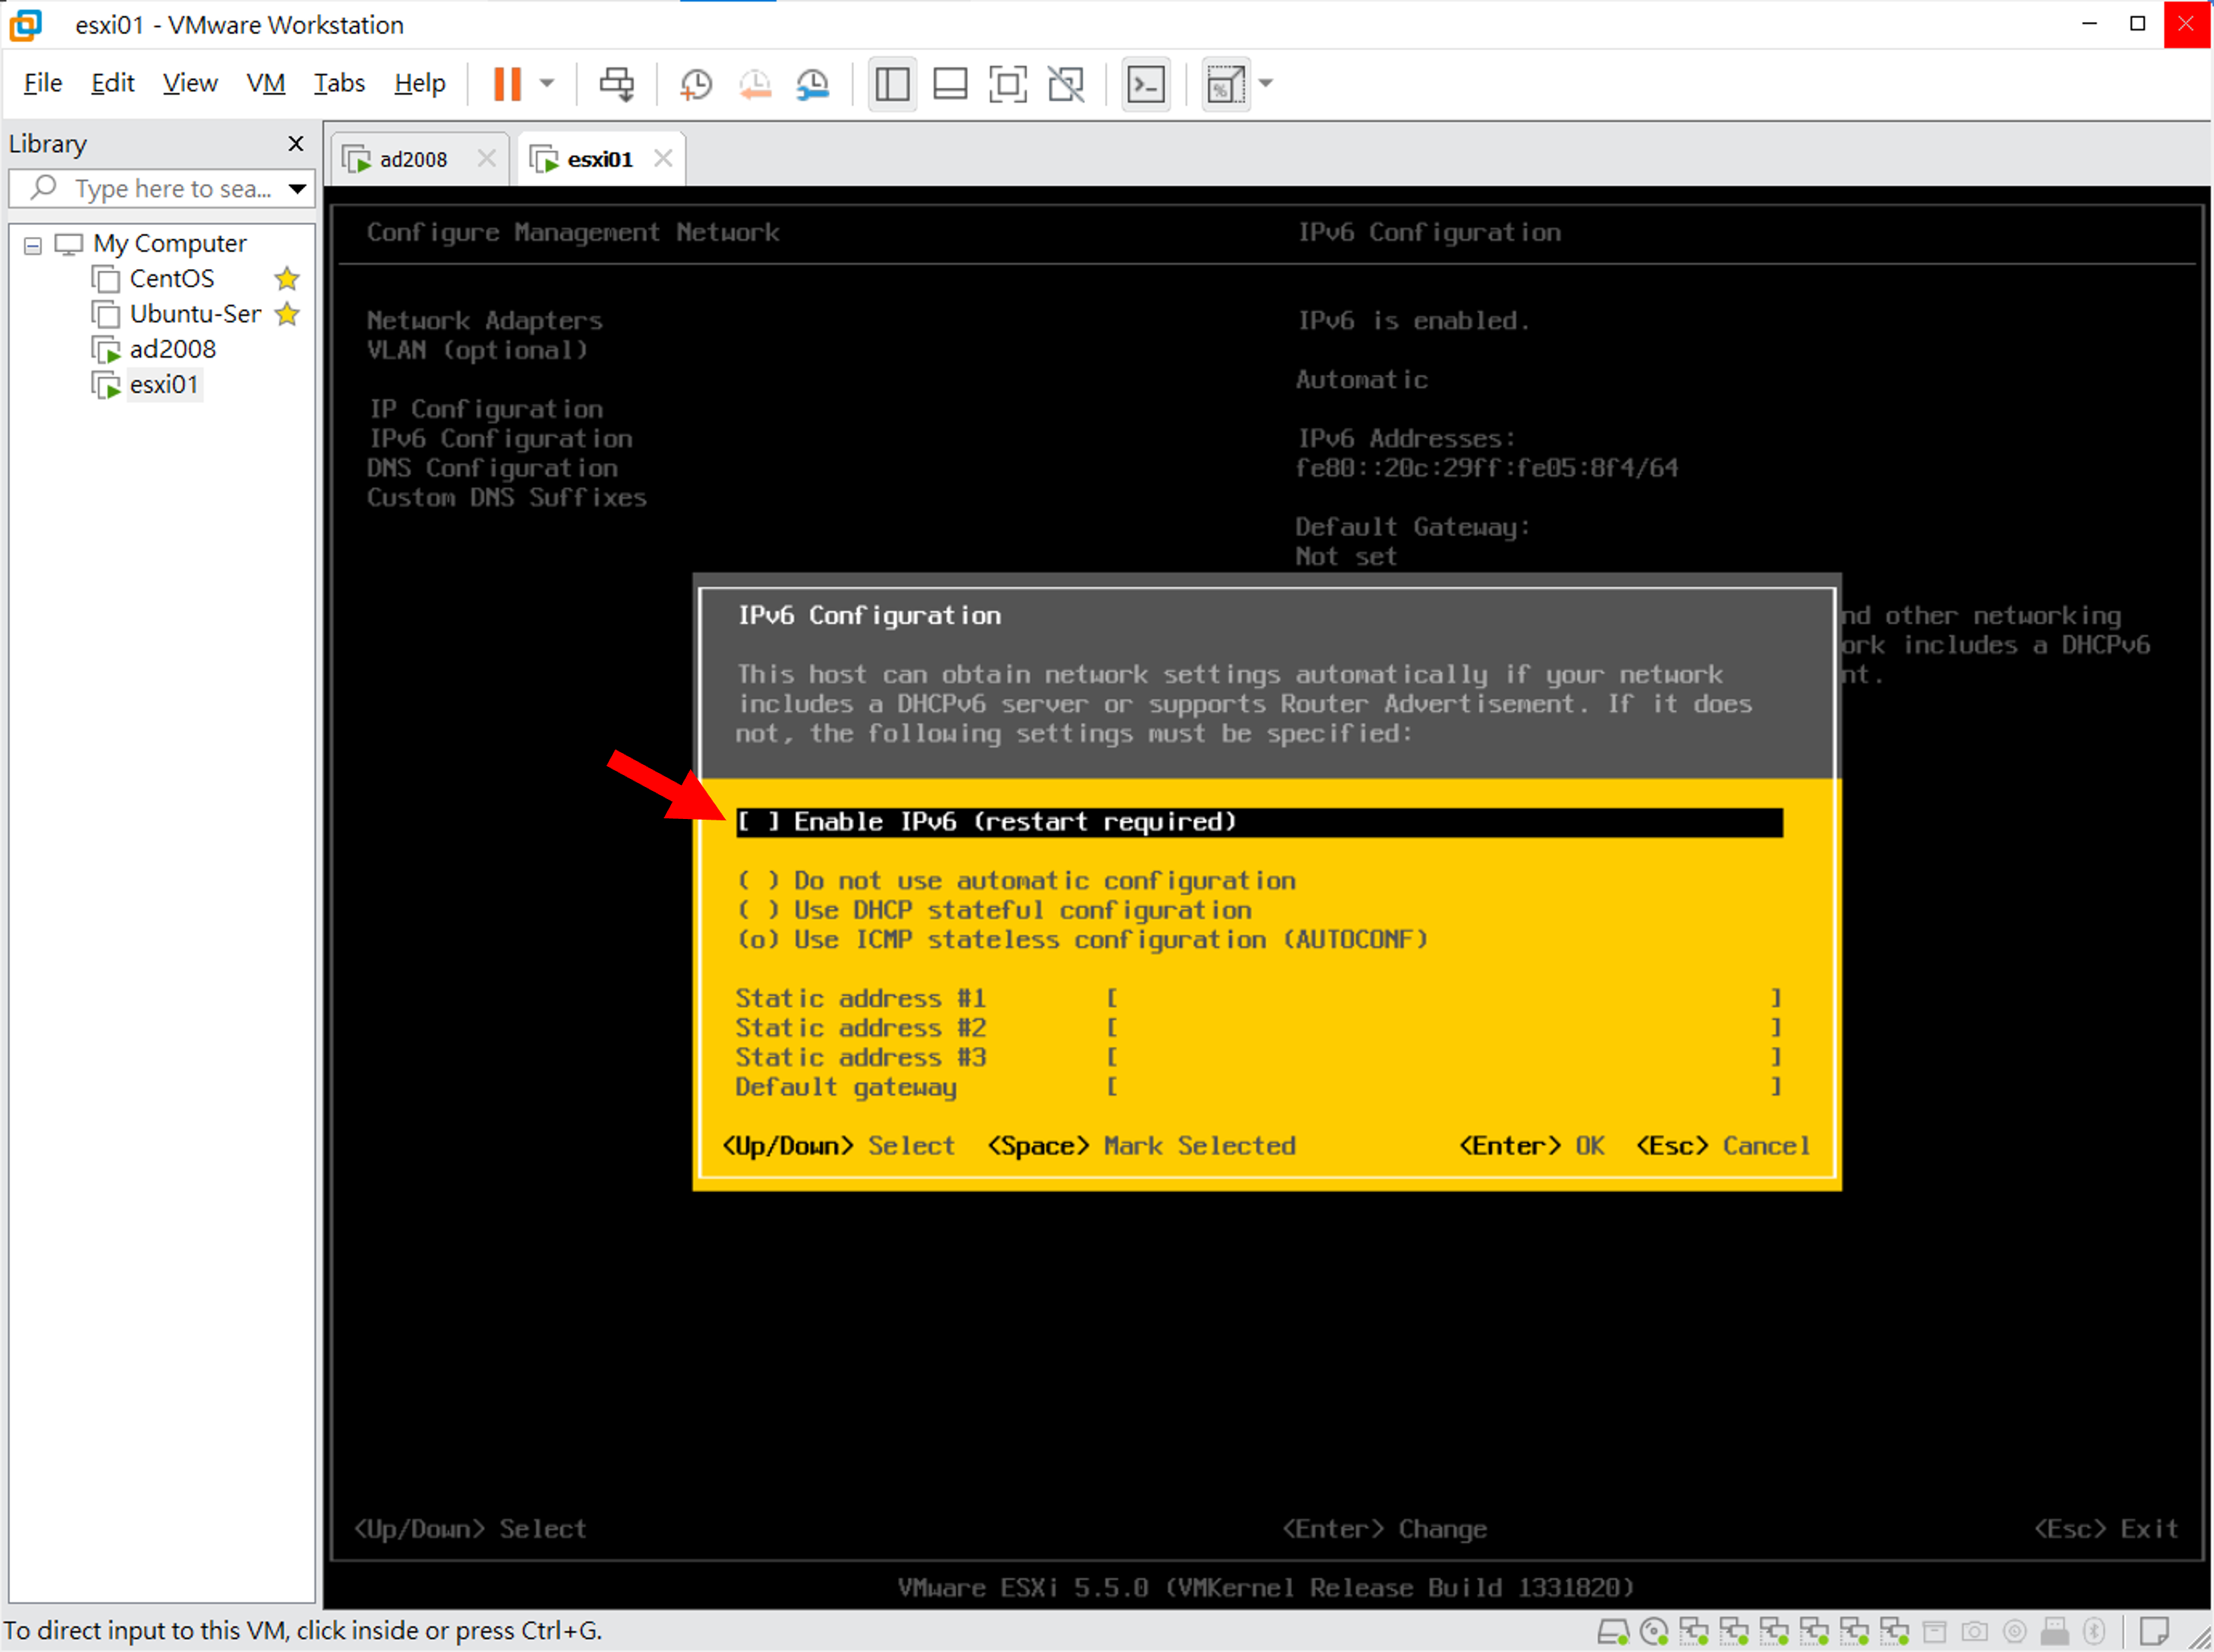 esxi01 - VMware Workstation
File Edit View VM Tabs Help
Library
Type here to sea...
My Computer
CentOS
Ubuntu-Ser
ad2008
esxi01
ad2008
esxi01
Configure Management Network
IPv6 Configuration
Network Adapters
VLAN (optional)
IP Configuration
IPv6 Configuration
DNS Configuration
Custom DNS Suffixes
IPv6 is enabled.
Automatic
IPv6 Addresses:
fe80::20c:29ff:fe05:8f4/64
Default Gateway:
Not set
nd other networking
ork includes a DHCPv6
nt.
IPv6 Configuration
This host can obtain network settings automatically if your network
includes a DHCPv6 server or supports Router Advertisement. If it does
not, the following settings must be specified:
[ ] Enable IPv6 (restart required)
( ) Do not use automatic configuration
( ) Use DHCP stateful configuration
(o) Use ICMP stateless configuration (AUTOCONF)
Static address #1 [ ]
Static address #2 [ ]
Static address #3 [ ]
Default gateway [ ]
<Up/Down> Select <Space> Mark Selected <Enter> OK <Esc> Cancel
<Up/Down> Select <Enter> Change <Esc> Exit
VMware ESXi 5.5.0 (VMKernel Release Build 1331820)
To direct input to this VM, click inside or press Ctrl+G.